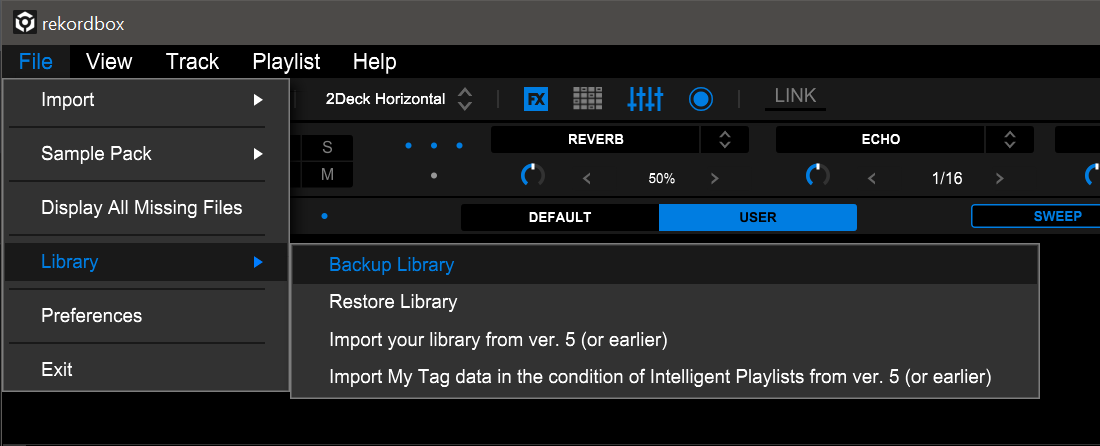 rekordbox
File View Track Playlist Help
Import
2Deck Horizontal FX LINK
Sample Pack
S
M
REVERB ECHO
50% 1/16
Display All Missing Files
DEFAULT USER SWEEP
Library
Backup Library
Restore Library
Import your library from ver. 5 (or earlier)
Import My Tag data in the condition of Intelligent Playlists from ver. 5 (or earlier)
Preferences
Exit